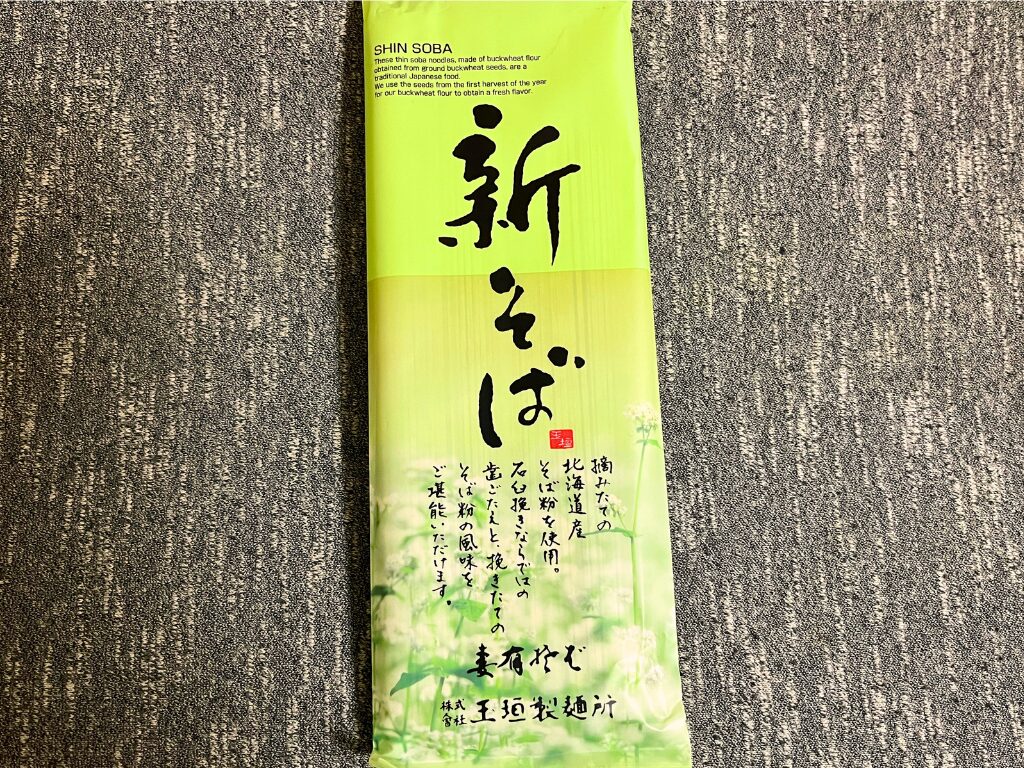 SHIN SOBA
These thin soba noodles, made of buckwheat flour
obtained from ground buckwheat seeds, are a
traditional Japanese food.
We use the seeds from the first harvest of the year
for our buckwheat flour to obtain a fresh flavor.
新そば
玉垣
摘みたての
北海道産
そば粉を使用。
石臼挽きならではの
歯ごたえと、挽きたての
そば粉の風味を
ご堪能いただけます。
妻有そば
株式會社 玉垣製麺所